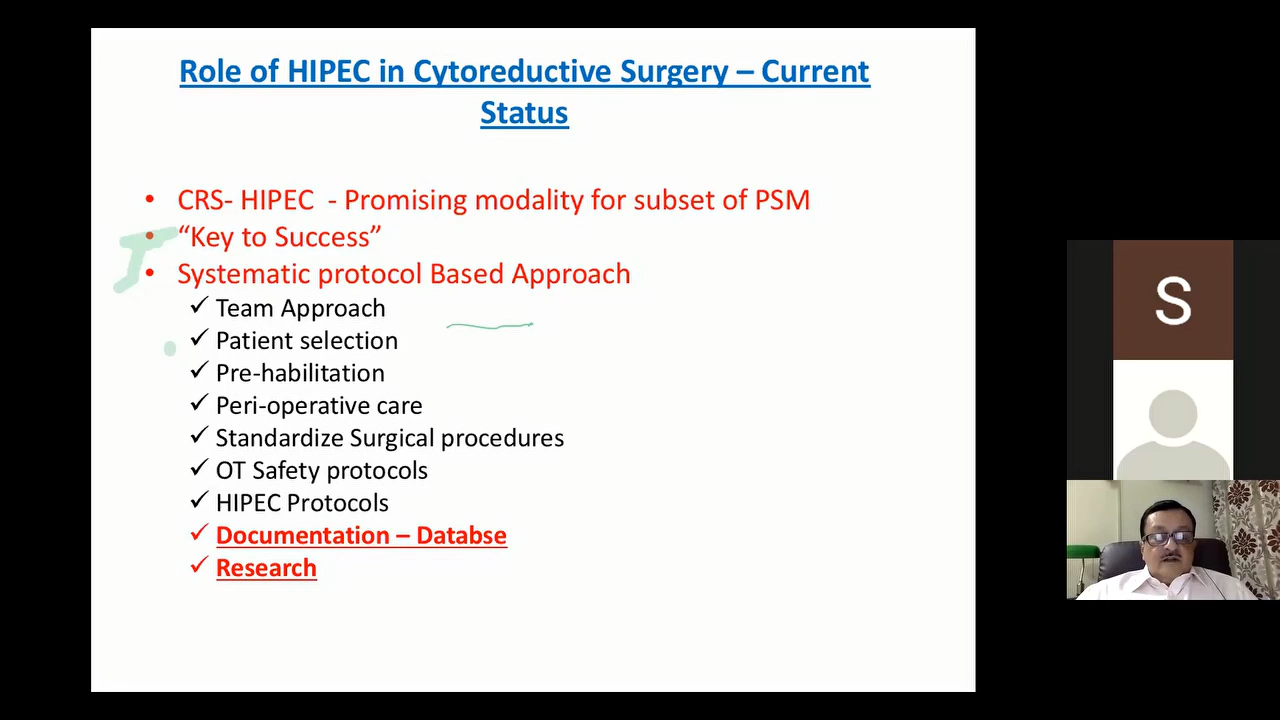 Role of HIPEC in Cytoreductive Surgery – Current
Status
• CRS- HIPEC - Promising modality for subset of PSM
• “Key to Success”
• Systematic protocol Based Approach
✓ Team Approach
✓ Patient selection
✓ Pre-habilitation
✓ Peri-operative care
✓ Standardize Surgical procedures
✓ OT Safety protocols
✓ HIPEC Protocols
✓ Documentation – Databse
✓ Research
S